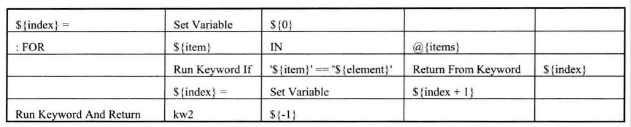 ${index} = Set Variable ${0}
: FOR ${item} IN @{items}
Run Keyword If '${item}' == '${element}' Return From Keyword ${index}
${index} = Set Variable ${index + 1}
Run Keyword And Return kw2 ${-1}